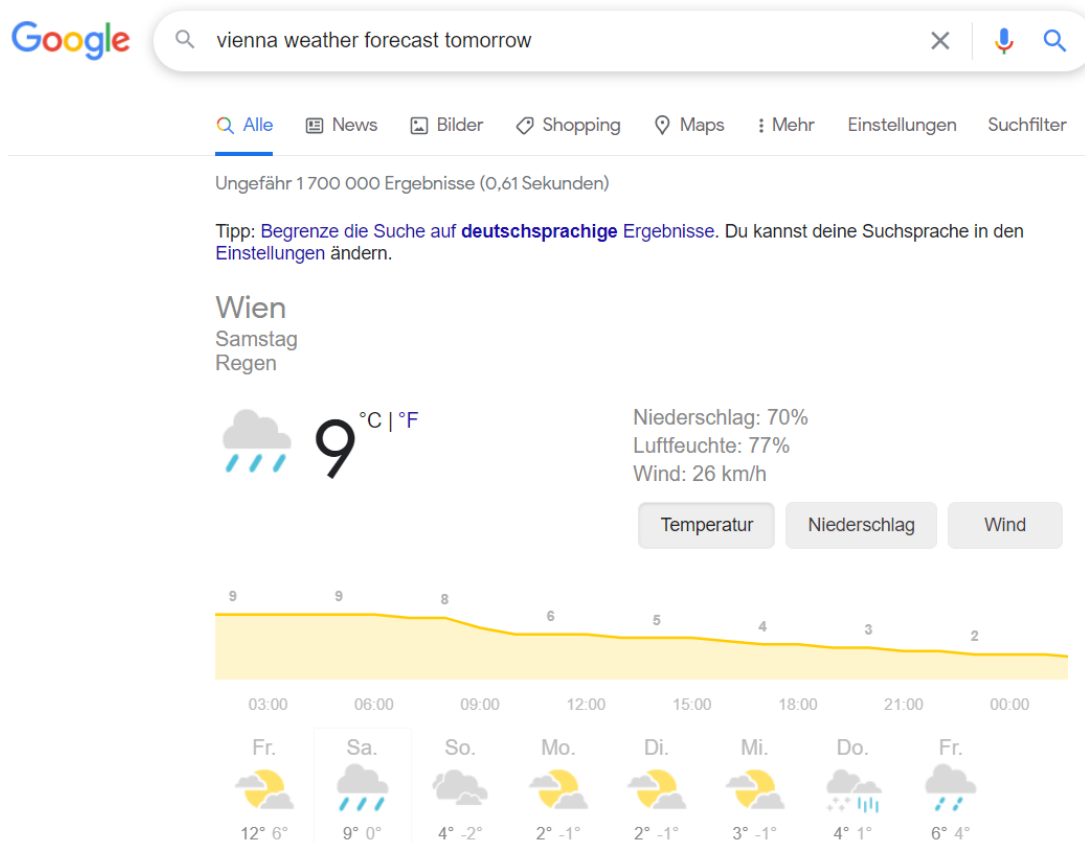 Google vienna weather forecast tomorrow
Alle News Bilder Shopping Maps Mehr Einstellungen Suchfilter
Ungefähr 1 700 000 Ergebnisse (0,61 Sekunden)
Tipp: Begrenze die Suche auf deutschsprachige Ergebnisse. Du kannst deine Suchsprache in den
Einstellungen ändern.
Wien
Samstag
Regen
9 °C | °F
Niederschlag: 70%
Luftfeuchte: 77%
Wind: 26 km/h
Temperatur Niederschlag Wind
9 9 8 6 5 4 3 2
03:00 06:00 09:00 12:00 15:00 18:00 21:00 00:00
Fr. Sa. So. Mo. Di. Mi. Do. Fr.
12° 6° 9° 0° 4° -2° 2° -1° 2° -1° 3° -1° 4° 1° 6° 4°